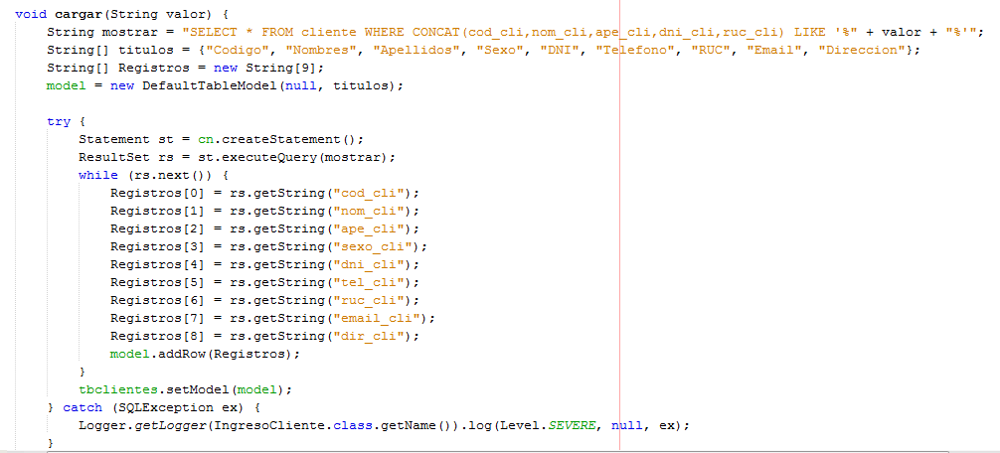 void cargar(String valor) {
String mostrar = "SELECT * FROM cliente WHERE CONCAT(cod_cli,nom_cli,ape_cli,dni_cli,ruc_cli) LIKE '%" + valor + "%'";
String[] titulos = {"Codigo", "Nombres", "Apellidos", "Sexo", "DNI", "Telefono", "RUC", "Email", "Direccion"};
String[] Registros = new String[9];
model = new DefaultTableModel(null, titulos);
try {
Statement st = cn.createStatement();
ResultSet rs = st.executeQuery(mostrar);
while (rs.next()) {
Registros[0] = rs.getString("cod_cli");
Registros[1] = rs.getString("nom_cli");
Registros[2] = rs.getString("ape_cli");
Registros[3] = rs.getString("sexo_cli");
Registros[4] = rs.getString("dni_cli");
Registros[5] = rs.getString("tel_cli");
Registros[6] = rs.getString("ruc_cli");
Registros[7] = rs.getString("email_cli");
Registros[8] = rs.getString("dir_cli");
model.addRow(Registros);
}
tbclientes.setModel(model);
} catch (SQLException ex) {
Logger.getLogger(IngresoCliente.class.getName()).log(Level.SEVERE, null, ex);
}